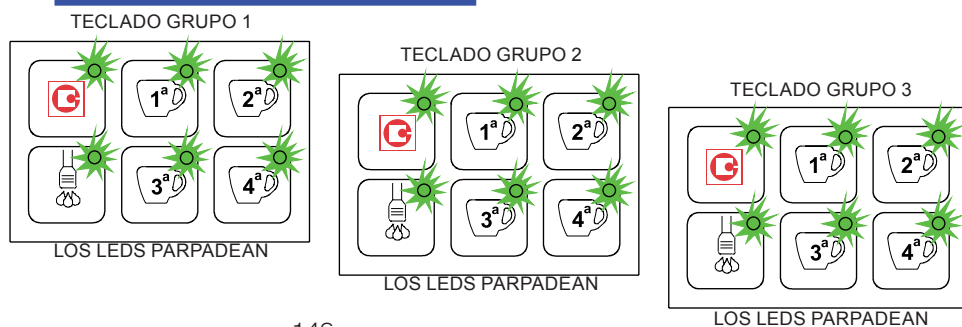 TECLADO GRUPO 1
1ª 2ª
3ª 4ª
LOS LEDS PARPADEAN
TECLADO GRUPO 2
1ª 2ª
3ª 4ª
LOS LEDS PARPADEAN
TECLADO GRUPO 3
1ª 2ª
3ª 4ª
LOS LEDS PARPADEAN